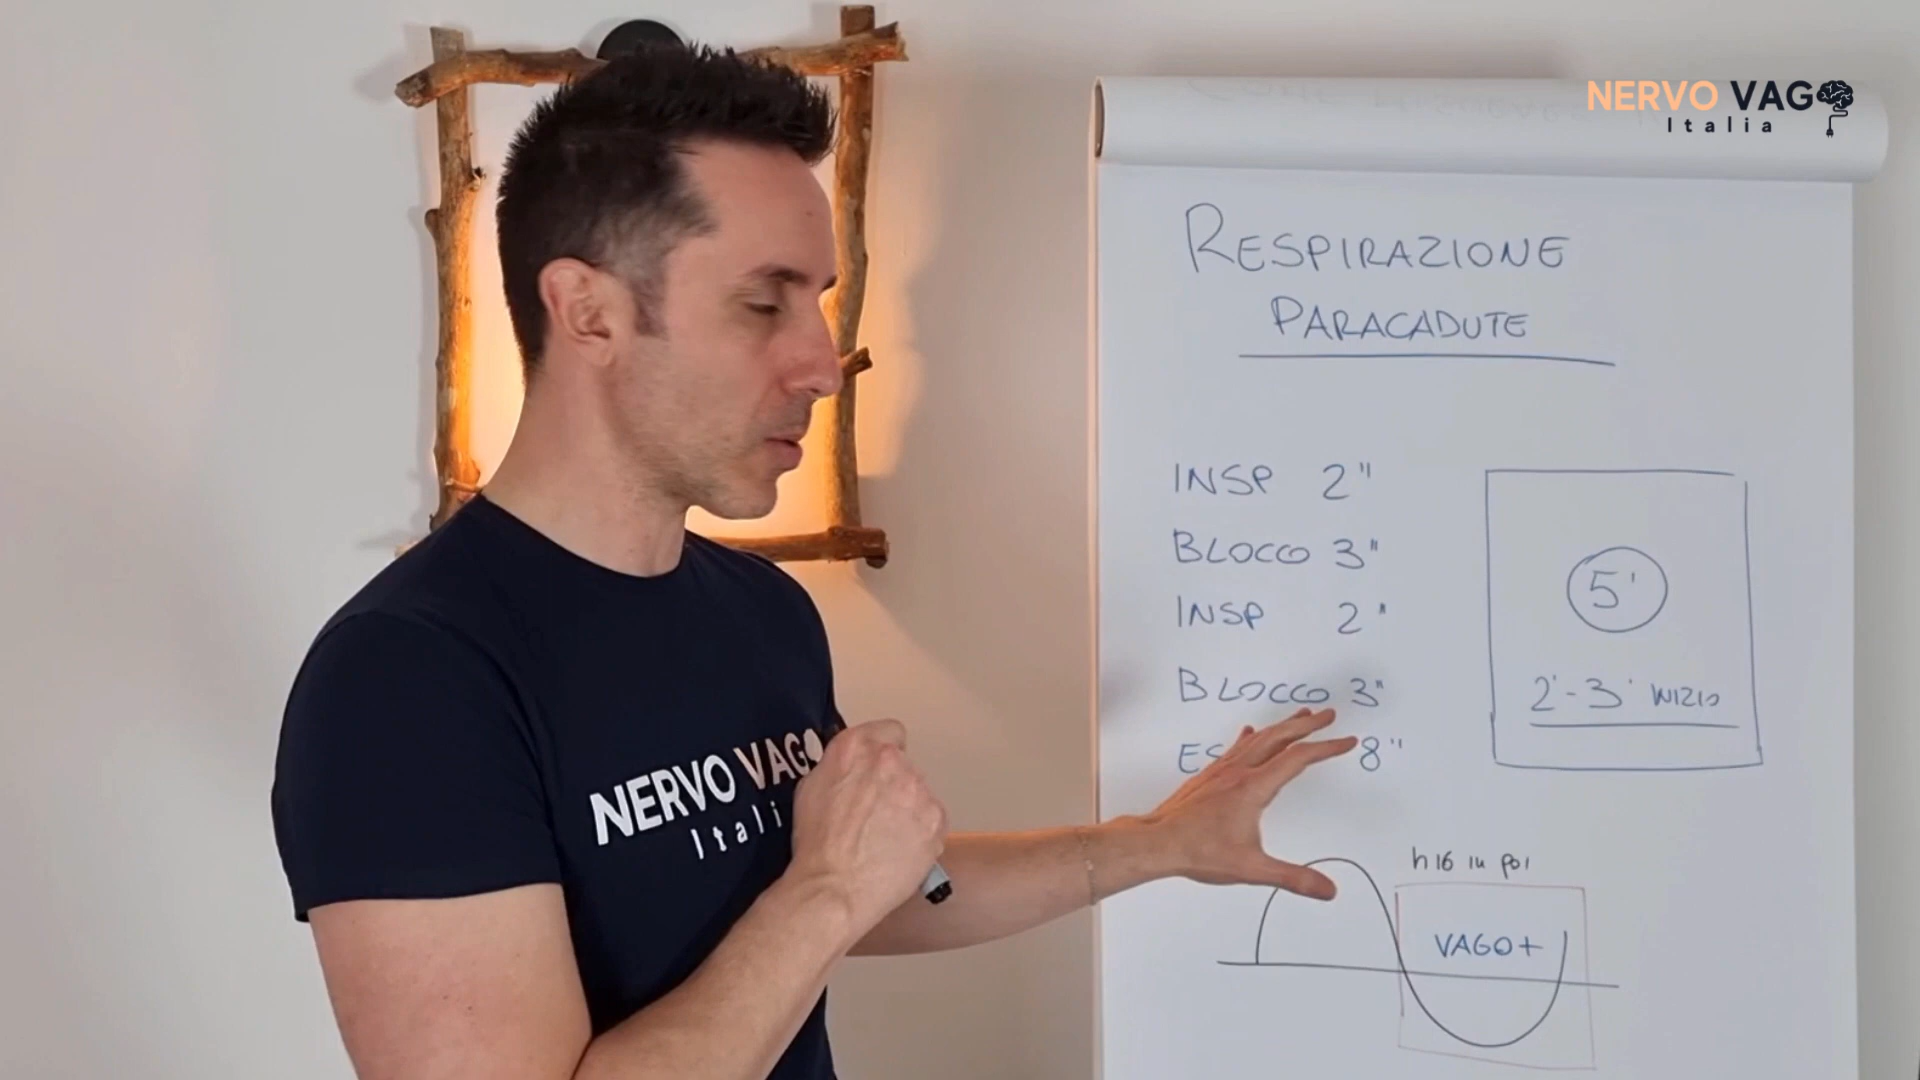 NERVO VAGO
Italia
RESPIRAZIONE
PARACADUTE
INSP 2"
BLOCCO 3"
INSP 2"
BLOCCO 3"
8"
5'
2'-3' INIZIO
h16 in poi
VAGO+
NERVO VAGO
Itali